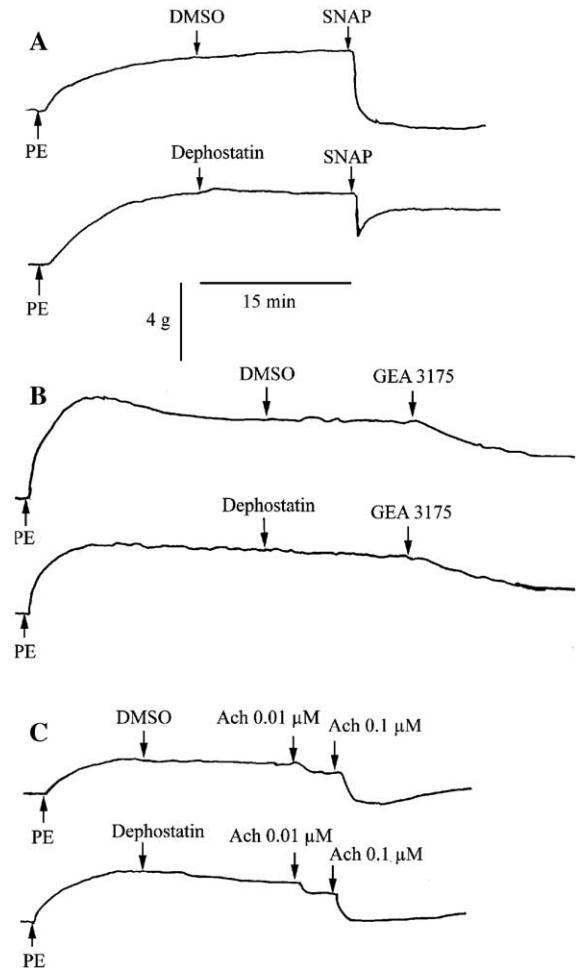 DMSO SNAP
A
PE
Dephostatin SNAP
PE
15 min
4 g
DMSO GEA 3175
B
PE
Dephostatin GEA 3175
PE
C
DMSO Ach 0.01 µM Ach 0.1 µM
PE
Dephostatin Ach 0.01 µM Ach 0.1 µM
PE